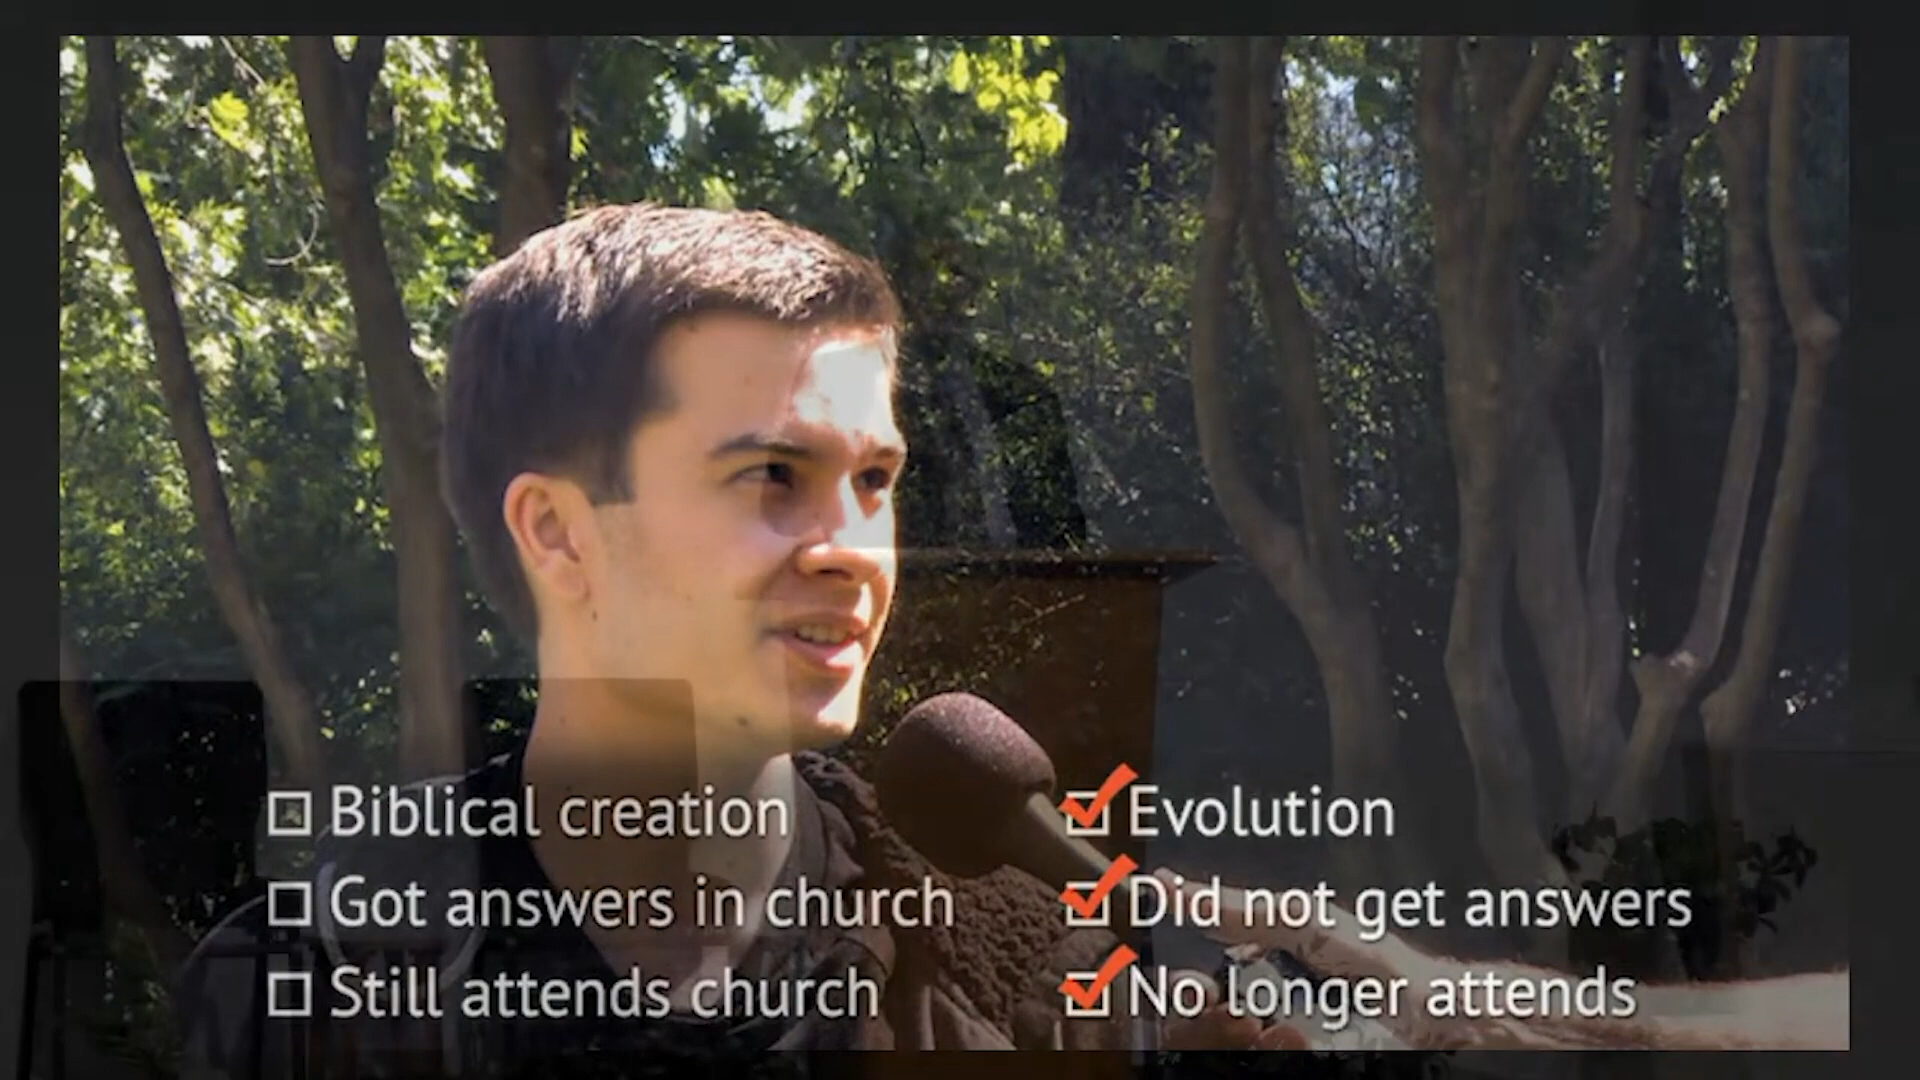 Biblical creation
Evolution
Got answers in church
Did not get answers
Still attends church
No longer attends